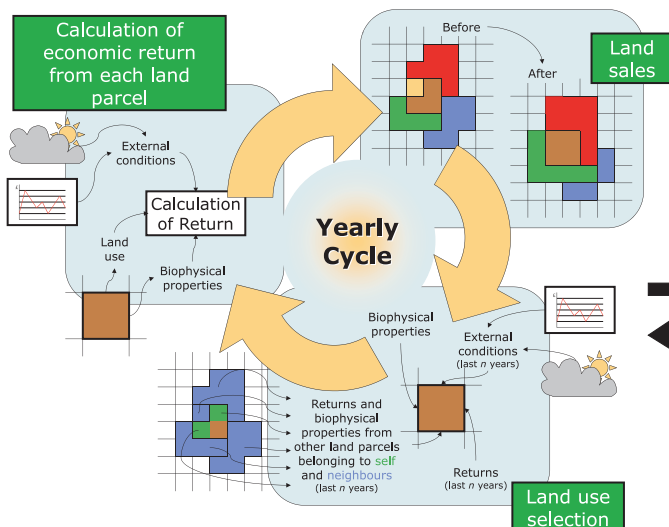 Calculation of
economic return
from each land
parcel
External
conditions
£
Calculation
of Return
Land
use
Biophysical
properties
Before
After
Land
sales
Yearly
Cycle
Biophysical
properties
£
External
conditions
(last n years)
Returns and
biophysical
properties from
other land parcels
belonging to self
and neighbours
(last n years)
Returns
(last n years)
Land use
selection